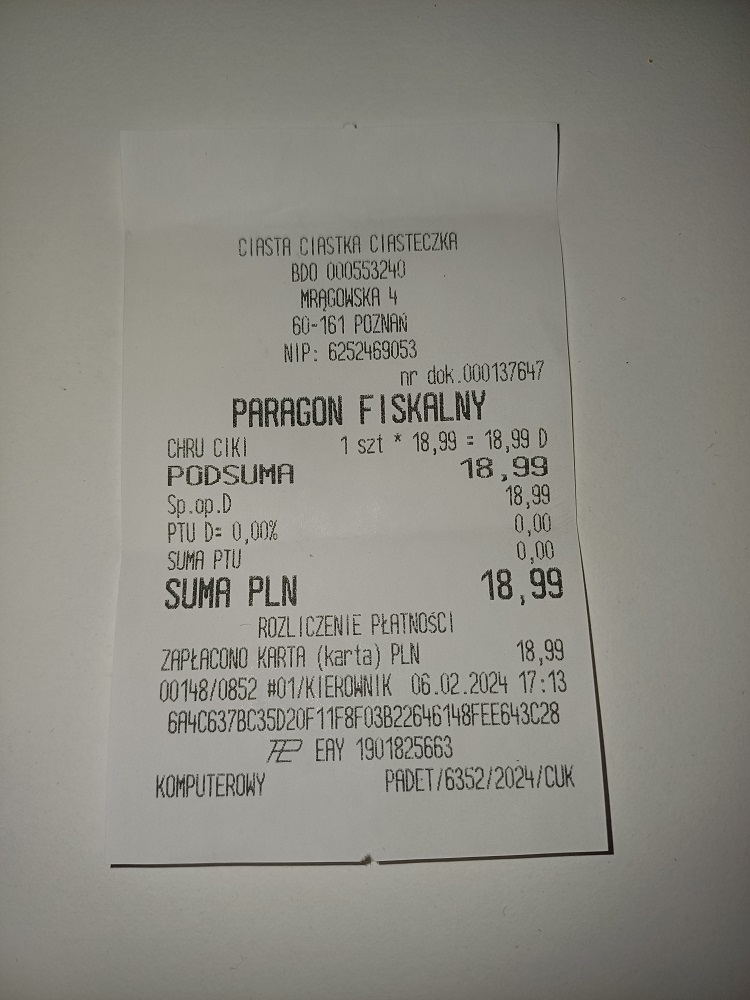 CIASTA CIASTKA CIASTECZKA
BDO 000553240
MRĄGOWSKA 4
60-161 POZNAŃ
NIP: 6252469053
nr dok.000137647
PARAGON FISKALNY
CHRU CIKI 1 szt * 18,99 = 18,99 D
PODSUMA 18,99
Sp.op.D 18,99
PTU D= 0,00% 0,00
SUMA PTU 0,00
SUMA PLN 18,99
ROZLICZENIE PŁATNOŚCI
ZAPŁACONO KARTA (karta) PLN 18,99
00148/0852 #01/KIEROWNIK 06.02.2024 17:13
6A4C637BC35D20F11F8F03B22646148FEE643C28
EAY 1901825663
KOMPUTEROWY PADET/6352/2024/CUK